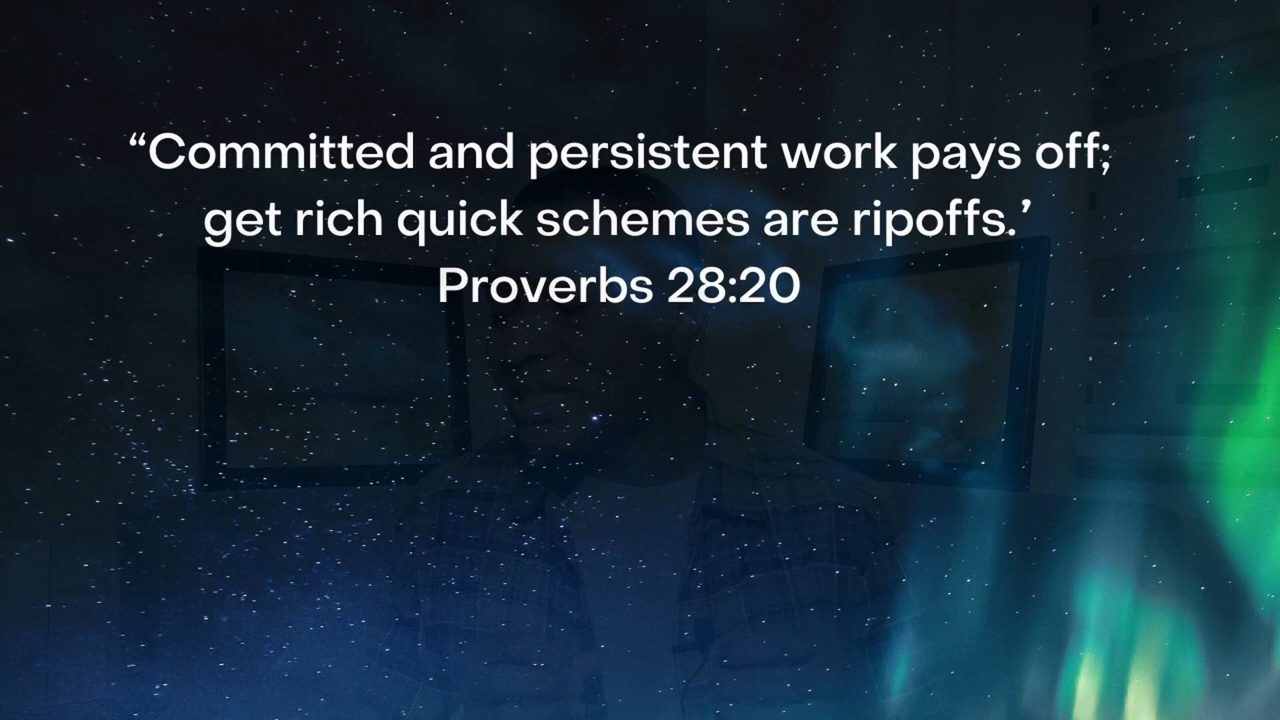 “Committed and persistent work pays off;
get rich quick schemes are ripoffs.’
Proverbs 28:20